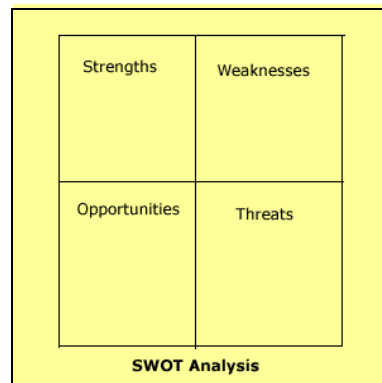 Strengths
Weaknesses
Opportunities
Threats
SWOT Analysis